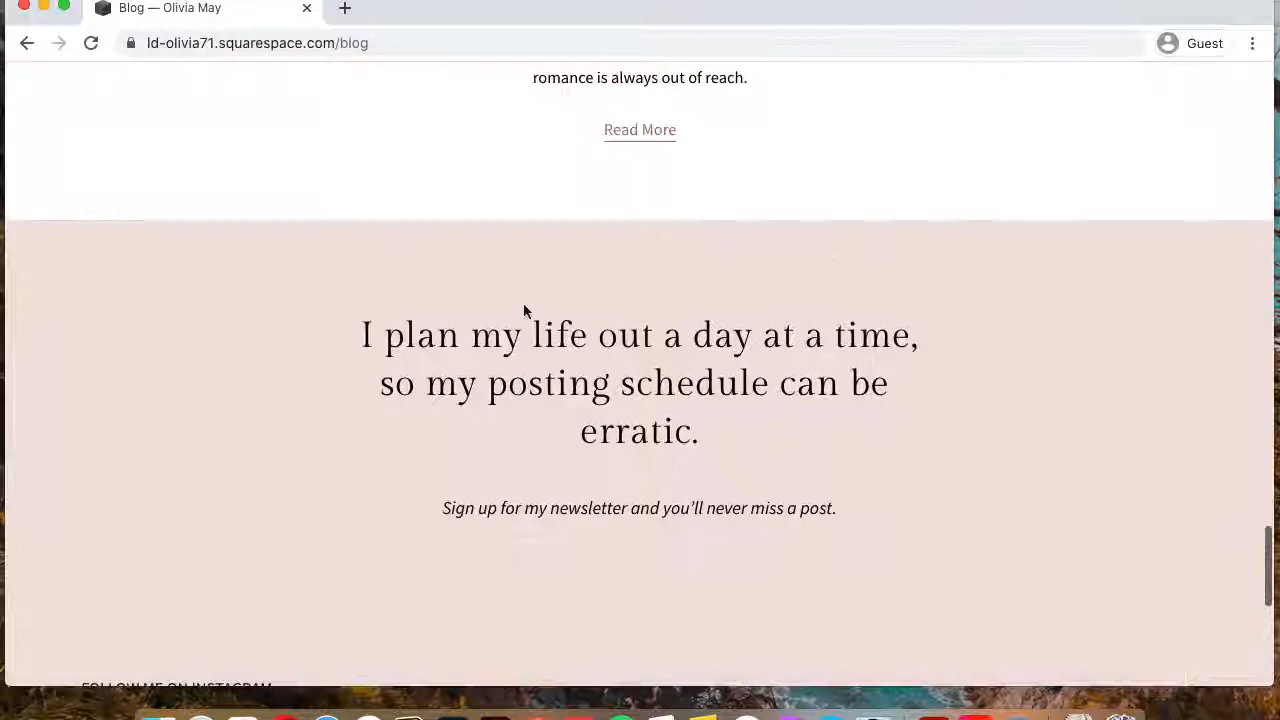 Blog — Olivia May
ld-olivia71.squarespace.com/blog
Guest
romance is always out of reach.
Read More
I plan my life out a day at a time,
so my posting schedule can be
erratic.
Sign up for my newsletter and you’ll never miss a post.
FOLLOW ME ON INSTAGRAM